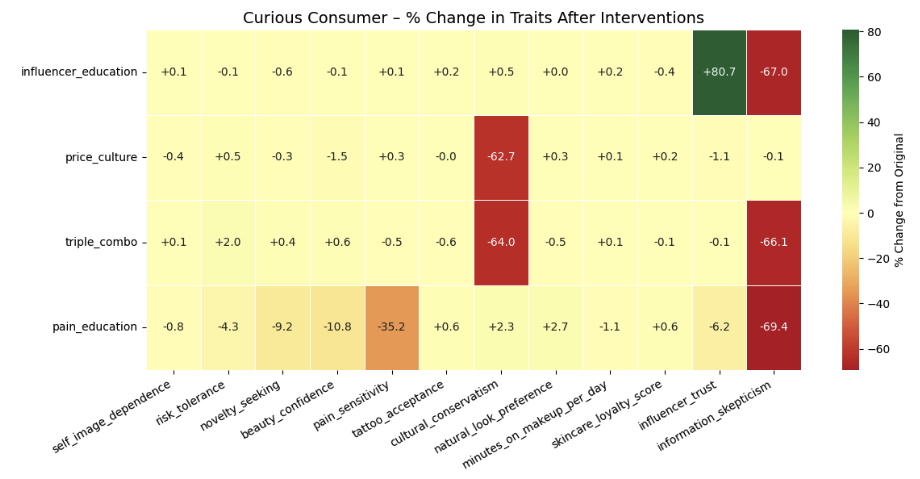 Curious Consumer – % Change in Traits After Interventions
influencer_education +0.1 -0.1 -0.6 -0.1 +0.1 +0.2 +0.5 +0.0 +0.2 -0.4 +80.7 -67.0
price_culture -0.4 +0.5 -0.3 -1.5 +0.3 -0.0 -62.7 +0.3 +0.1 +0.2 -1.1 -0.1
triple_combo +0.1 +2.0 +0.4 +0.6 -0.5 -0.6 -64.0 -0.5 +0.1 -0.1 -0.1 -66.1
pain_education -0.8 -4.3 -9.2 -10.8 -35.2 +0.6 +2.3 +2.7 -1.1 +0.6 -6.2 -69.4
self_image_dependence
risk_tolerance
novelty_seeking
beauty_confidence
pain_sensitivity
tattoo_acceptance
cultural_conservatism
natural_look_preference
minutes_on_makeup_per_day
skincare_loyalty_score
influencer_trust
information_skepticism
80
60
40
20
0
−20
−40
−60
% Change from Original